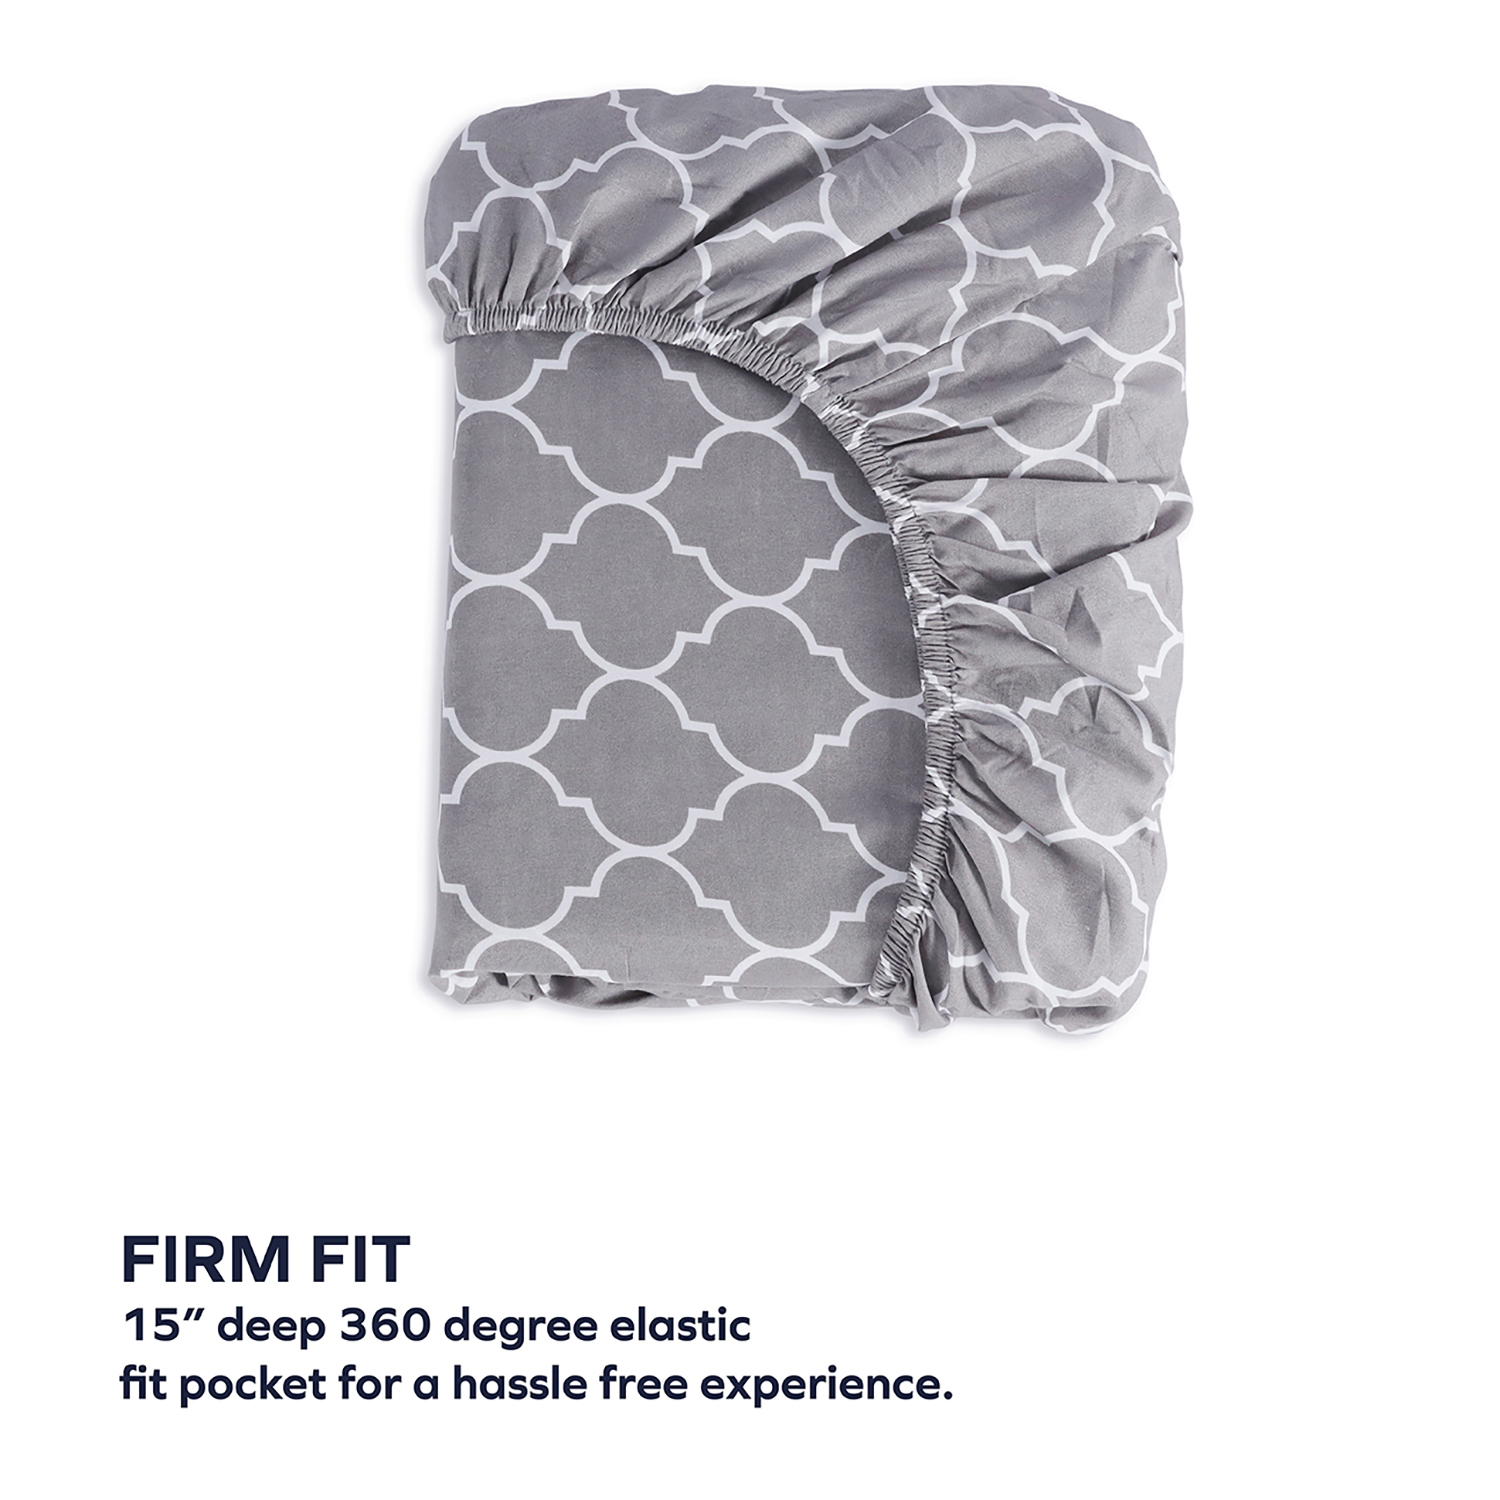 FIRM FIT
15” deep 360 degree elastic
fit pocket for a hassle free experience.